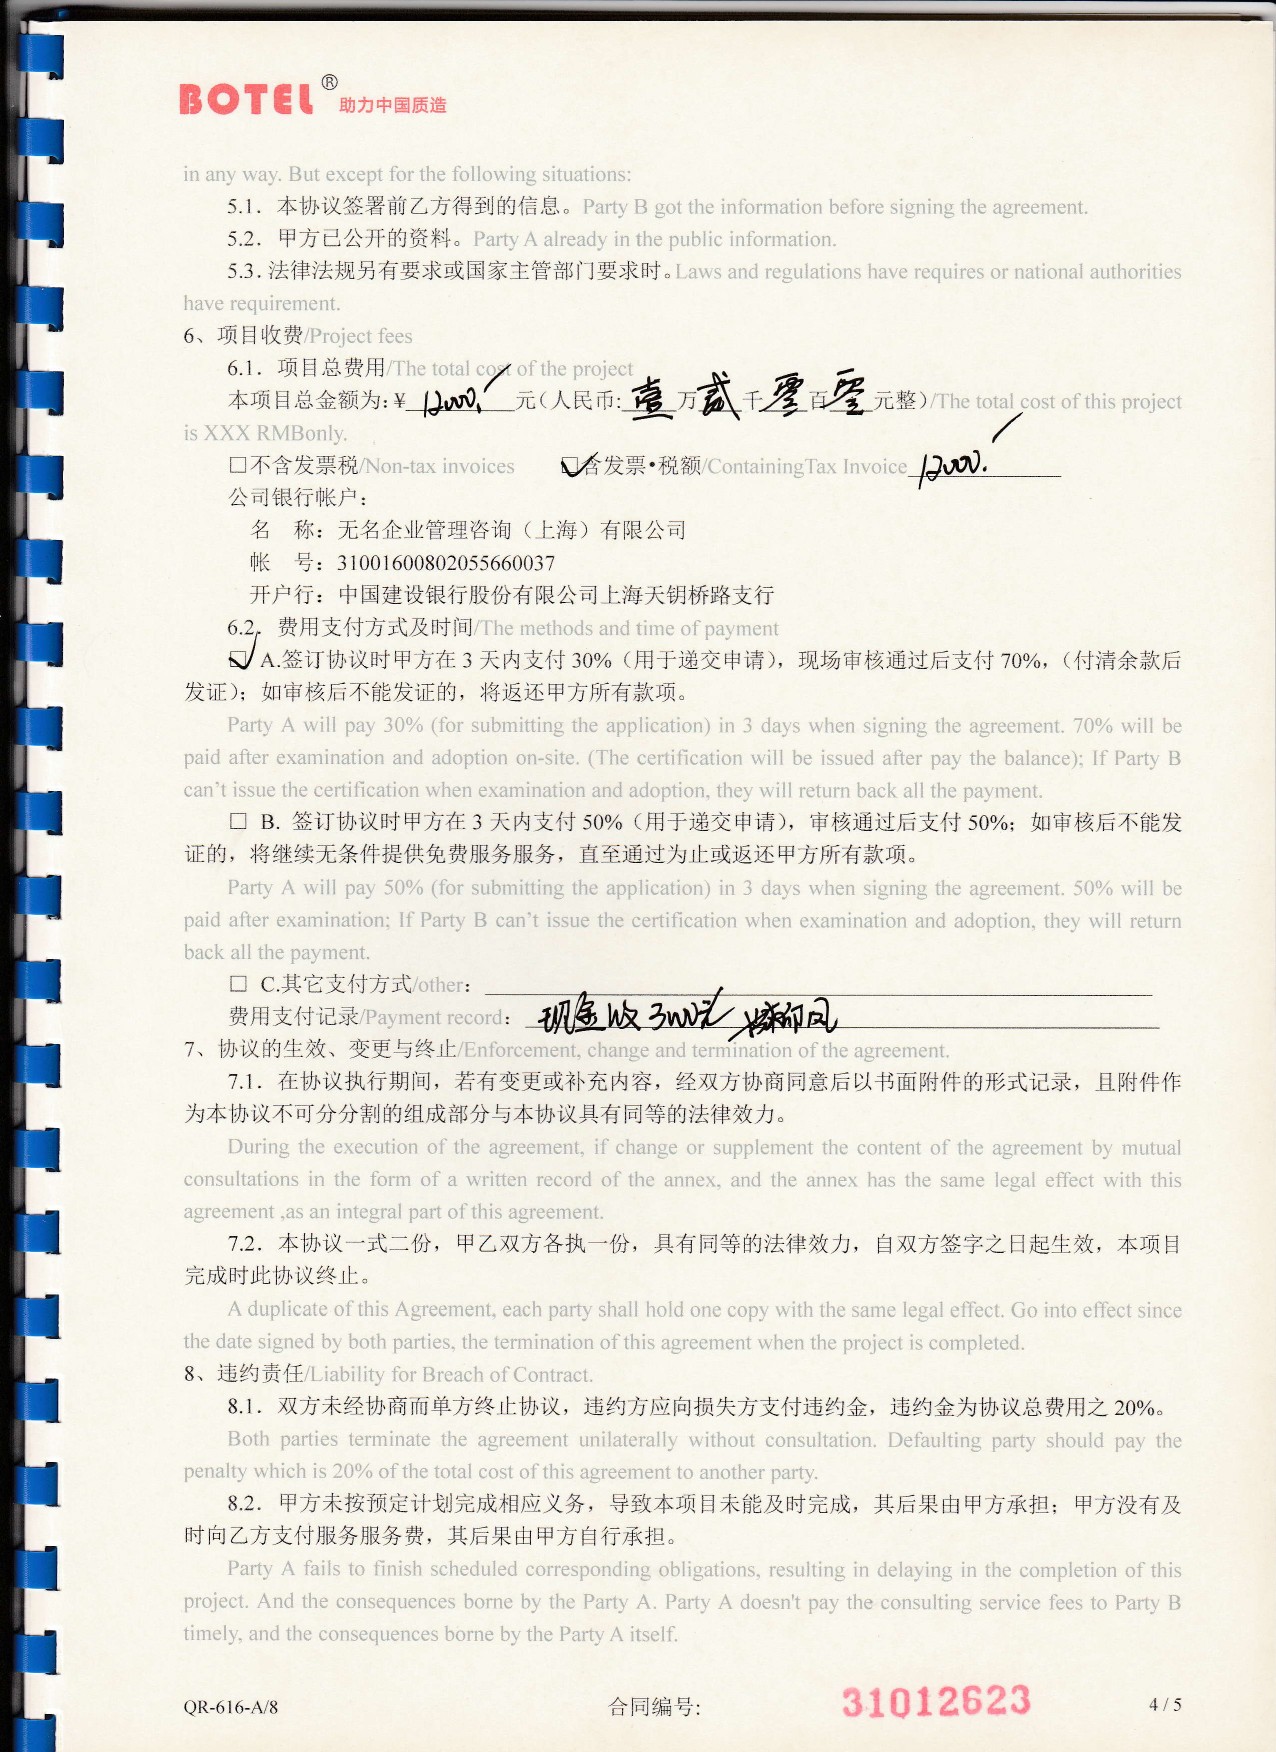 BOTEL® 助力中国质造
in any way. But except for the following situations:
5.1．本协议签署前乙方得到的信息。Party B got the information before signing the agreement.
5.2．甲方已公开的资料。Party A already in the public information.
5.3.法律法规另有要求或国家主管部门要求时。Laws and regulations have requires or national authorities
have requirement.
6、项目收费/Project fees
6.1．项目总费用/The total cost of the project
本项目总金额为:¥ 12000. 元(人民币: 壹 万 贰 千 零 百 零 元整)/The total cost of this project
is XXX RMBonly.
□不含发票税/Non-tax invoices ☑含发票•税额/ContainingTax Invoice 12000.
公司银行帐户：
名 称：无名企业管理咨询（上海）有限公司
帐 号：31001600802055660037
开户行：中国建设银行股份有限公司上海天钥桥路支行
6.2．费用支付方式及时间/The methods and time of payment
☑ A.签订协议时甲方在 3 天内支付 30%（用于递交申请），现场审核通过后支付 70%，（付清余款后
发证）；如审核后不能发证的，将返还甲方所有款项。
Party A will pay 30% (for submitting the application) in 3 days when signing the agreement. 70% will be
paid after examination and adoption on-site. (The certification will be issued after pay the balance); If Party B
can't issue the certification when examination and adoption, they will return back all the payment.
□ B. 签订协议时甲方在 3 天内支付 50%（用于递交申请），审核通过后支付 50%；如审核后不能发
证的，将继续无条件提供免费服务服务，直至通过为止或返还甲方所有款项。
Party A will pay 50% (for submitting the application) in 3 days when signing the agreement. 50% will be
paid after examination; If Party B can't issue the certification when examination and adoption, they will return
back all the payment.
□ C.其它支付方式/other：
费用支付记录/Payment record： 现金收3000元
7、协议的生效、变更与终止/Enforcement, change and termination of the agreement.
7.1．在协议执行期间，若有变更或补充内容，经双方协商同意后以书面附件的形式记录，且附件作
为本协议不可分分割的组成部分与本协议具有同等的法律效力。
During the execution of the agreement, if change or supplement the content of the agreement by mutual
consultations in the form of a written record of the annex, and the annex has the same legal effect with this
agreement ,as an integral part of this agreement.
7.2．本协议一式二份，甲乙双方各执一份，具有同等的法律效力，自双方签字之日起生效，本项目
完成时此协议终止。
A duplicate of this Agreement, each party shall hold one copy with the same legal effect. Go into effect since
the date signed by both parties, the termination of this agreement when the project is completed.
8、违约责任/Liability for Breach of Contract.
8.1．双方未经协商而单方终止协议，违约方应向损失方支付违约金，违约金为协议总费用之 20%。
Both parties terminate the agreement unilaterally without consultation. Defaulting party should pay the
penalty which is 20% of the total cost of this agreement to another party.
8.2．甲方未按预定计划完成相应义务，导致本项目未能及时完成，其后果由甲方承担；甲方没有及
时向乙方支付服务服务费，其后果由甲方自行承担。
Party A fails to finish scheduled corresponding obligations, resulting in delaying in the completion of this
project. And the consequences borne by the Party A. Party A doesn't pay the consulting service fees to Party B
timely, and the consequences borne by the Party A itself.
QR-616-A/8 合同编号: 31012623 4 / 5